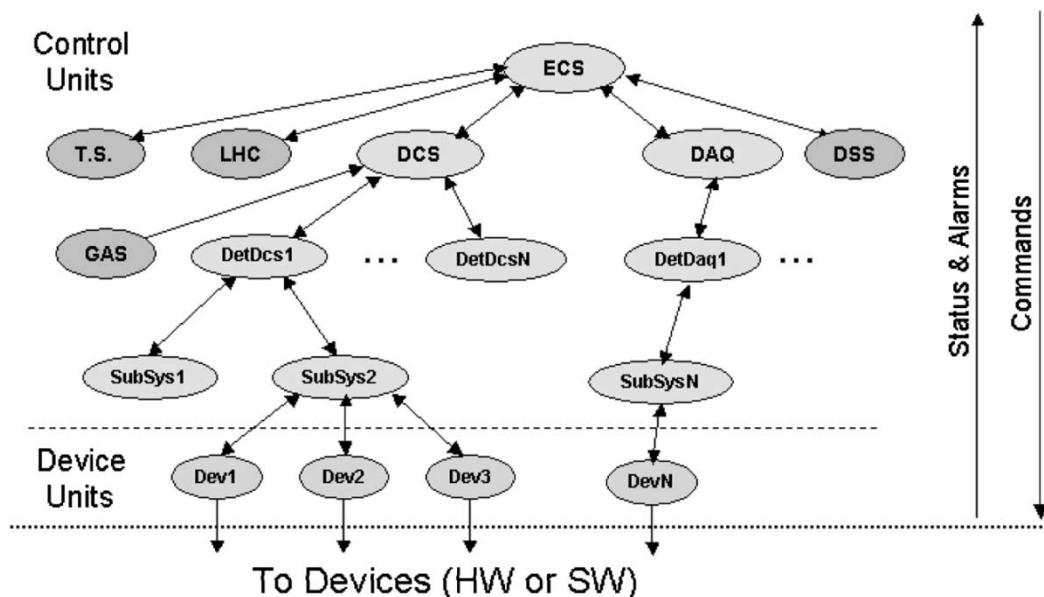 Control
Units
ECS
T.S.
LHC
DCS
DAQ
DSS
GAS
DetDcs1
...
DetDcsN
DetDaq1
...
SubSys1
SubSys2
SubSysN
Status & Alarms
Commands
Device
Units
Dev1
Dev2
Dev3
DevN
To Devices (HW or SW)